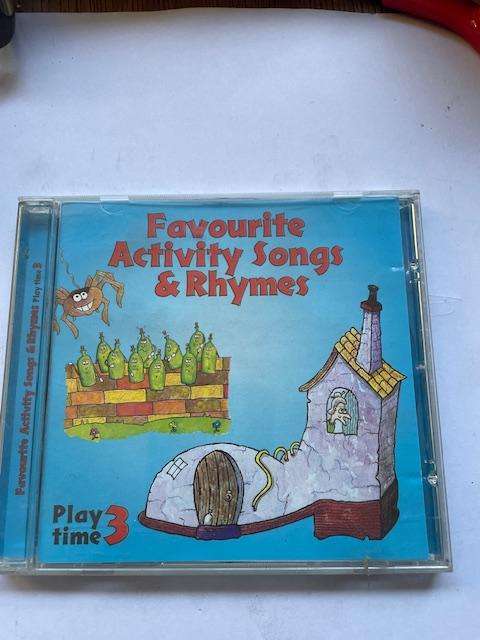 Favourite
Activity Songs
& Rhymes
Play
time 3
Favourite Activity Songs & Rhymes Play time 3